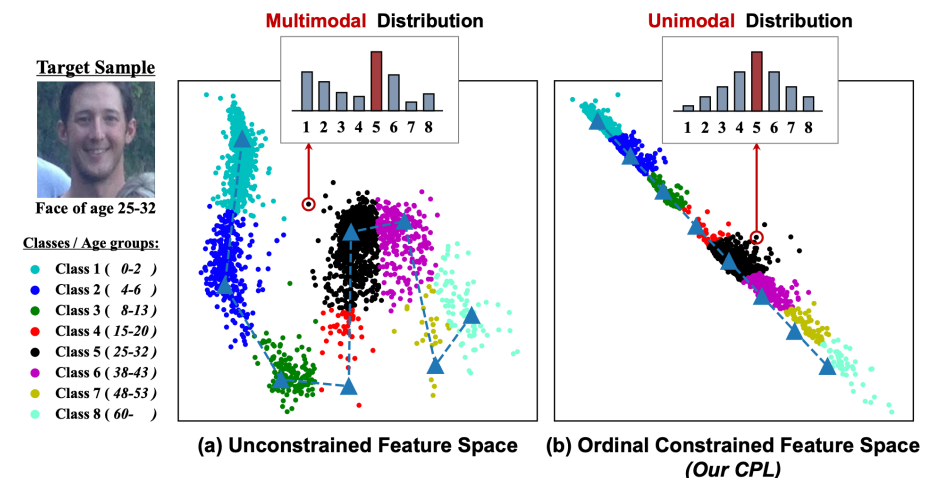 Multimodal Distribution
Unimodal Distribution
1 2 3 4 5 6 7 8
1 2 3 4 5 6 7 8
Target Sample
Face of age 25-32
Classes / Age groups:
Class 1 ( 0-2 )
Class 2 ( 4-6 )
Class 3 ( 8-13 )
Class 4 ( 15-20 )
Class 5 ( 25-32 )
Class 6 ( 38-43 )
Class 7 ( 48-53 )
Class 8 ( 60- )
(a) Unconstrained Feature Space
(b) Ordinal Constrained Feature Space
(Our CPL)